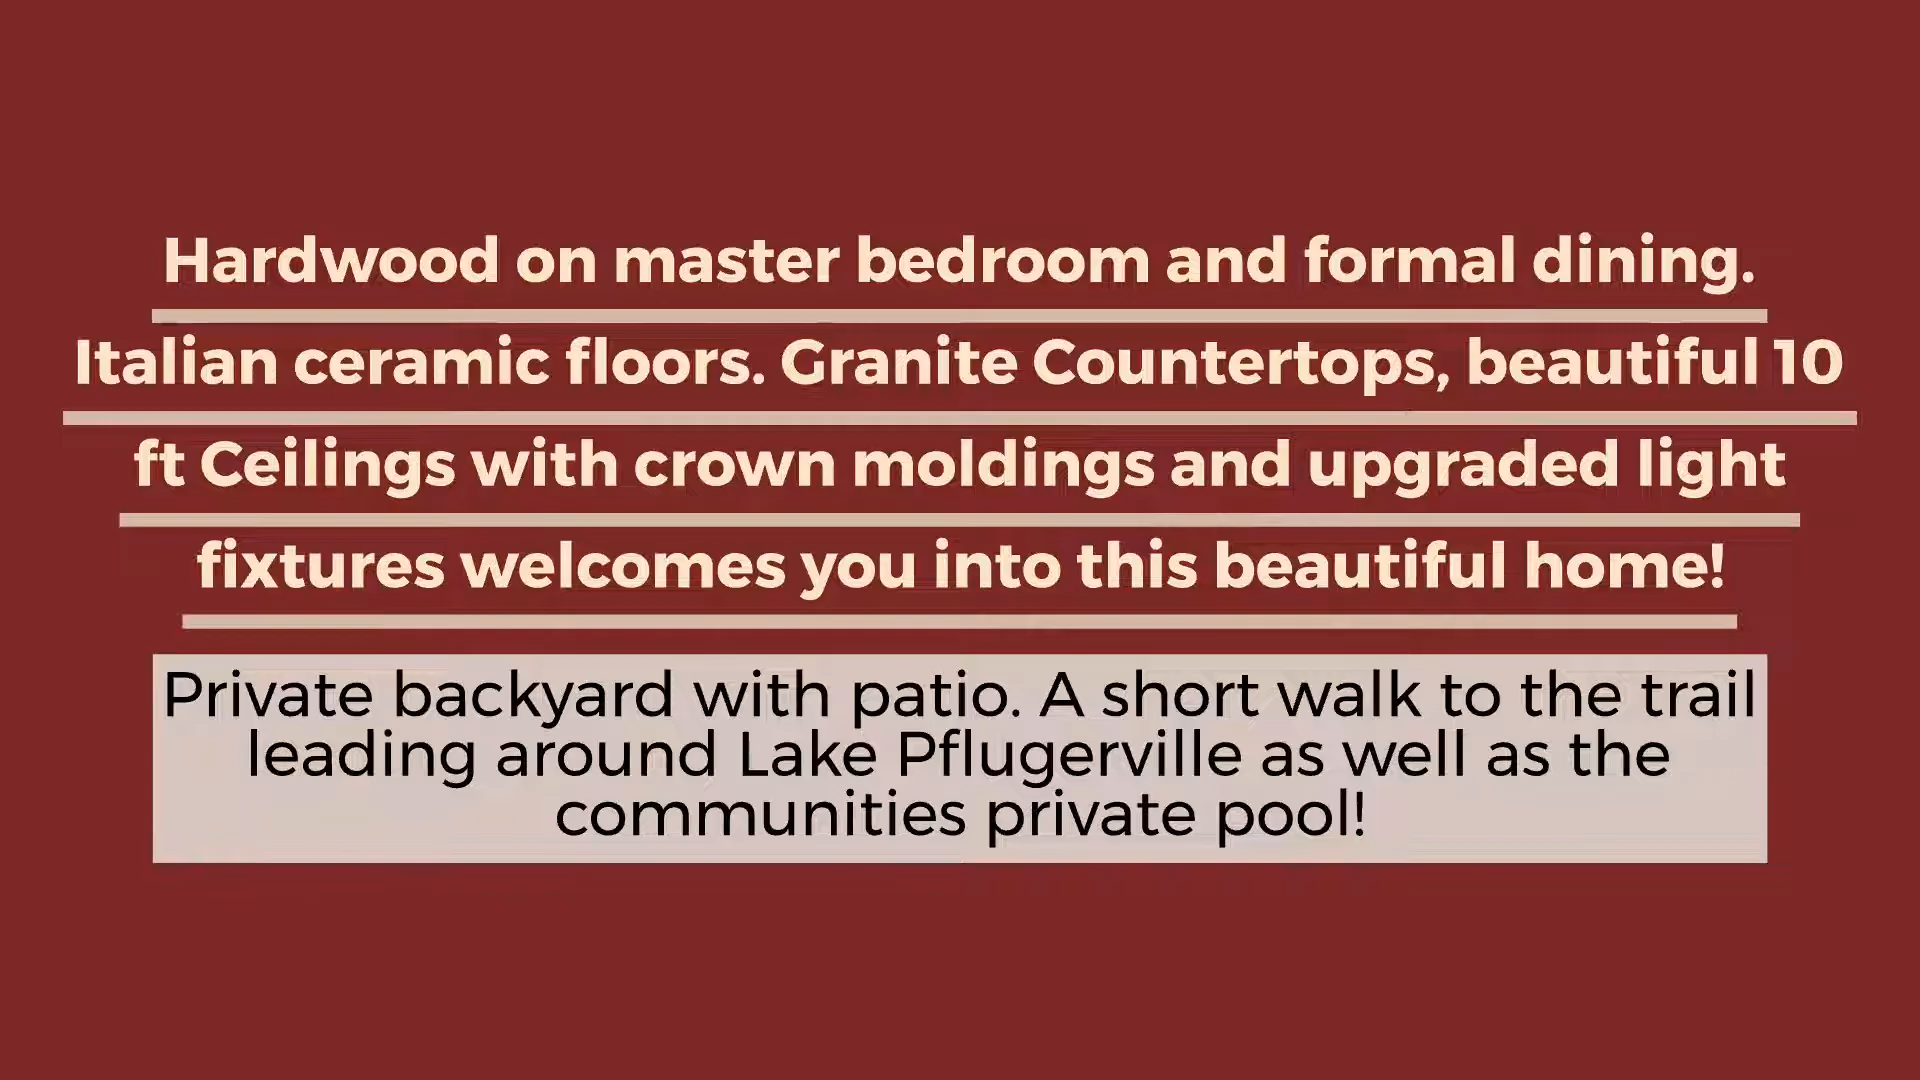 Hardwood on master bedroom and formal dining.
Italian ceramic floors. Granite Countertops, beautiful 10
ft Ceilings with crown moldings and upgraded light
fixtures welcomes you into this beautiful home!
Private backyard with patio. A short walk to the trail
leading around Lake Pflugerville as well as the
communities private pool!